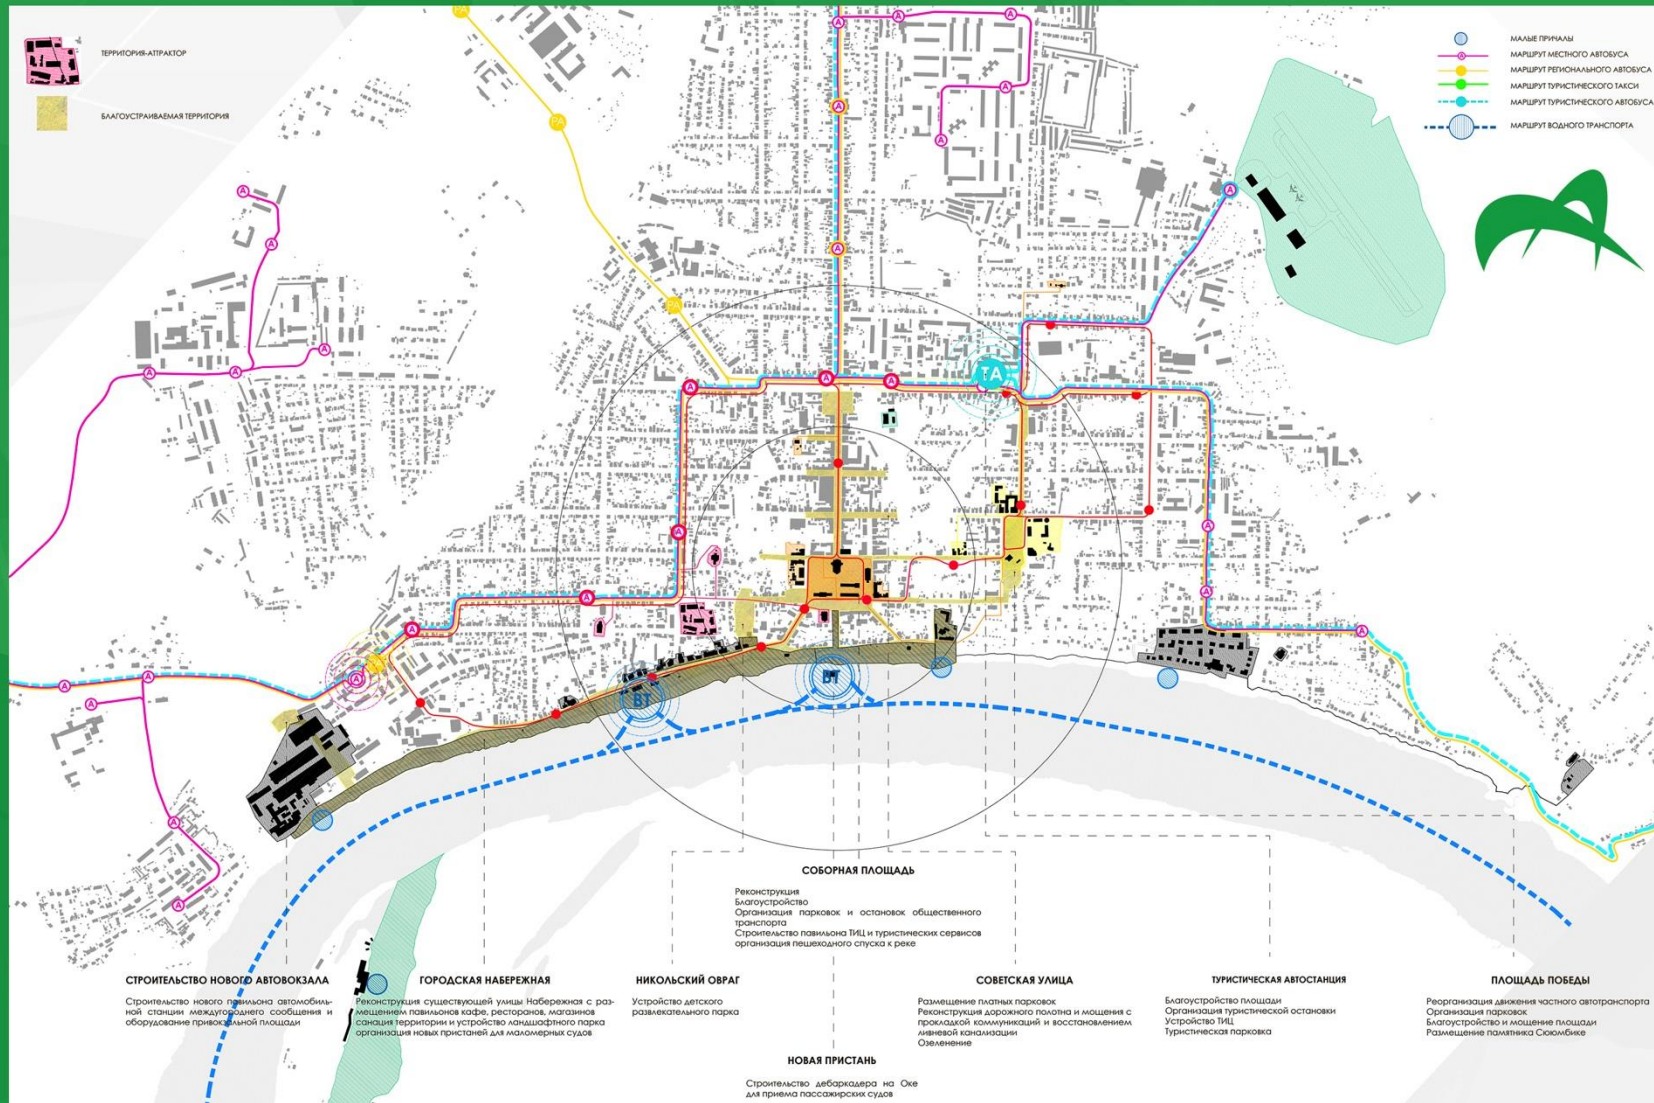 ТЕРРИТОРИЯ-АТТРАКТОР
БЛАГОУСТРАИВАЕМАЯ ТЕРРИТОРИЯ
МАЛЫЕ ПРИЧАЛЫ
А
МАРШРУТ МЕСТНОГО АВТОБУСА
МАРШРУТ РЕГИОНАЛЬНОГО АВТОБУСА
МАРШРУТ ТУРИСТИЧЕСКОГО ТАКСИ
МАРШРУТ ТУРИСТИЧЕСКОГО АВТОБУСА
МАРШРУТ ВОДНОГО ТРАНСПОРТА
РА
А
А
А
А
РА
А
А
А
А
А
А
РА
А
А
А
А
ТА
А
А
А
А
А
А
А
А
А
А
А
А
А
ВТ
ВТ
А
А
СОБОРНАЯ ПЛОЩАДЬ
Реконструкция
Благоустройство
Организация парковок и остановок общественного
транспорта
Строительство павильона ТИЦ и туристических сервисов
организация пешеходного спуска к реке
СТРОИТЕЛЬСТВО НОВОГО АВТОВОКЗАЛА
Строительство нового павильона автомобиль-
ной станции междугороднего сообщения и
оборудование привокзальной площади
ГОРОДСКАЯ НАБЕРЕЖНАЯ
Реконструкция существующей улицы Набережная с раз-
мещением павильонов кафе, ресторанов, магазинов
санация территории и устройство ландшафтного парка
организация новых пристаней для маломерных судов
НИКОЛЬСКИЙ ОВРАГ
Устройство детского
развлекательного парка
СОВЕТСКАЯ УЛИЦА
Размещение платных парковок
Реконструкция дорожного полотна и мощения с
прокладкой коммуникаций и восстановлением
ливневой канализации
Озеленение
ТУРИСТИЧЕСКАЯ АВТОСТАНЦИЯ
Благоустройство площади
Организация туристической остановки
Устройство ТИЦ
Туристическая парковка
ПЛОЩАДЬ ПОБЕДЫ
Реорганизация движения частного автотранспорта
Организация парковок
Благоустройство и мощение площади
Размещение памятника Сююмбике
НОВАЯ ПРИСТАНЬ
Строительство дебаркадера на Оке
для приема пассажирских судов